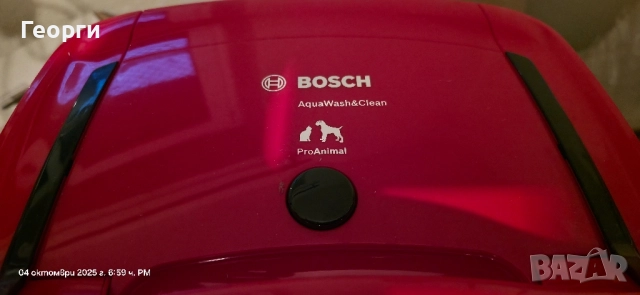 Георги
BOSCH
AquaWash&Clean
ProAnimal
04 октомври 2025 г. 6:59 ч. PM
BAZAR